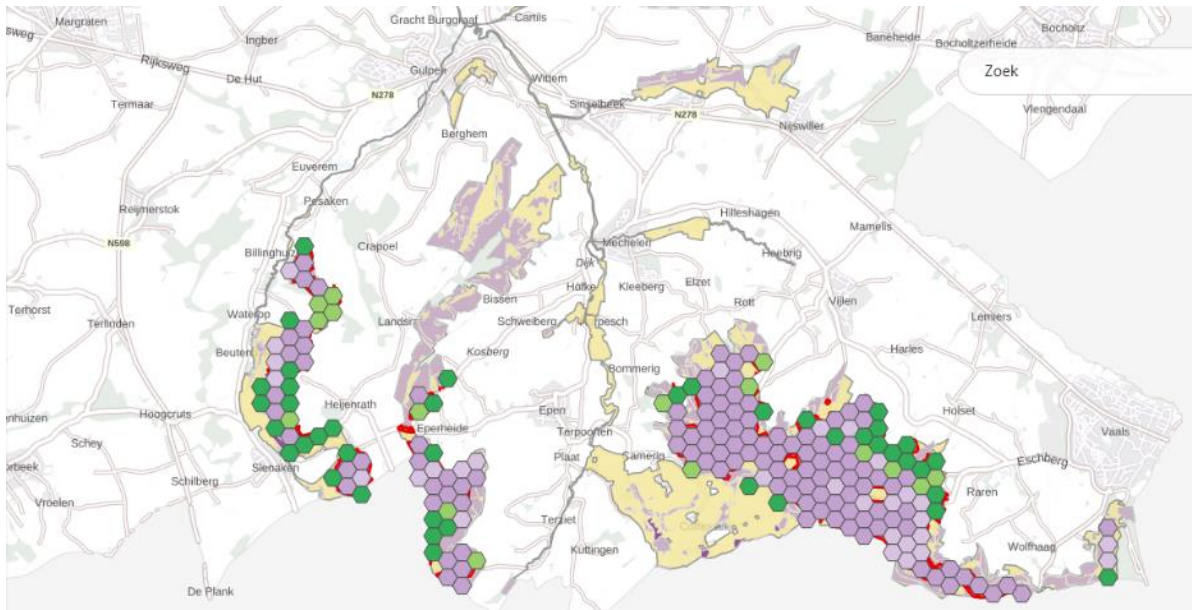 Gracht Burggraaf
Cartils
Margraten
Ingber
Baneheide
Bocholtz
Bocholtzerheide
Rijksweg
De Hut
Gulpen
Wittem
Zoek
Termaar
N278
Sinselbeek
N278
Nijswiller
Vlengendaal
Berghem
Euverem
Reijmerstok
Pesaken
Hilleshagen
Mamelis
N598
Crapoel
Mechelen
Billinghuizen
Heebrig
Dijk
Elzet
Terhorst
Waterop
Bissen
Kleeberg
Rott
Vijlen
Terlinden
Schweiberg
Lemiers
Beuten
Kosberg
Harles
Bommerig
Hoogcruts
Heijenrath
Epen
Holset
Eperheide
Terpoorten
Vaals
Schey
Slenaken
Plaat
Camerig
Eschberg
Schilberg
Raren
Vroelen
Terziet
Kuttingen
Wolfhaag
De Plank